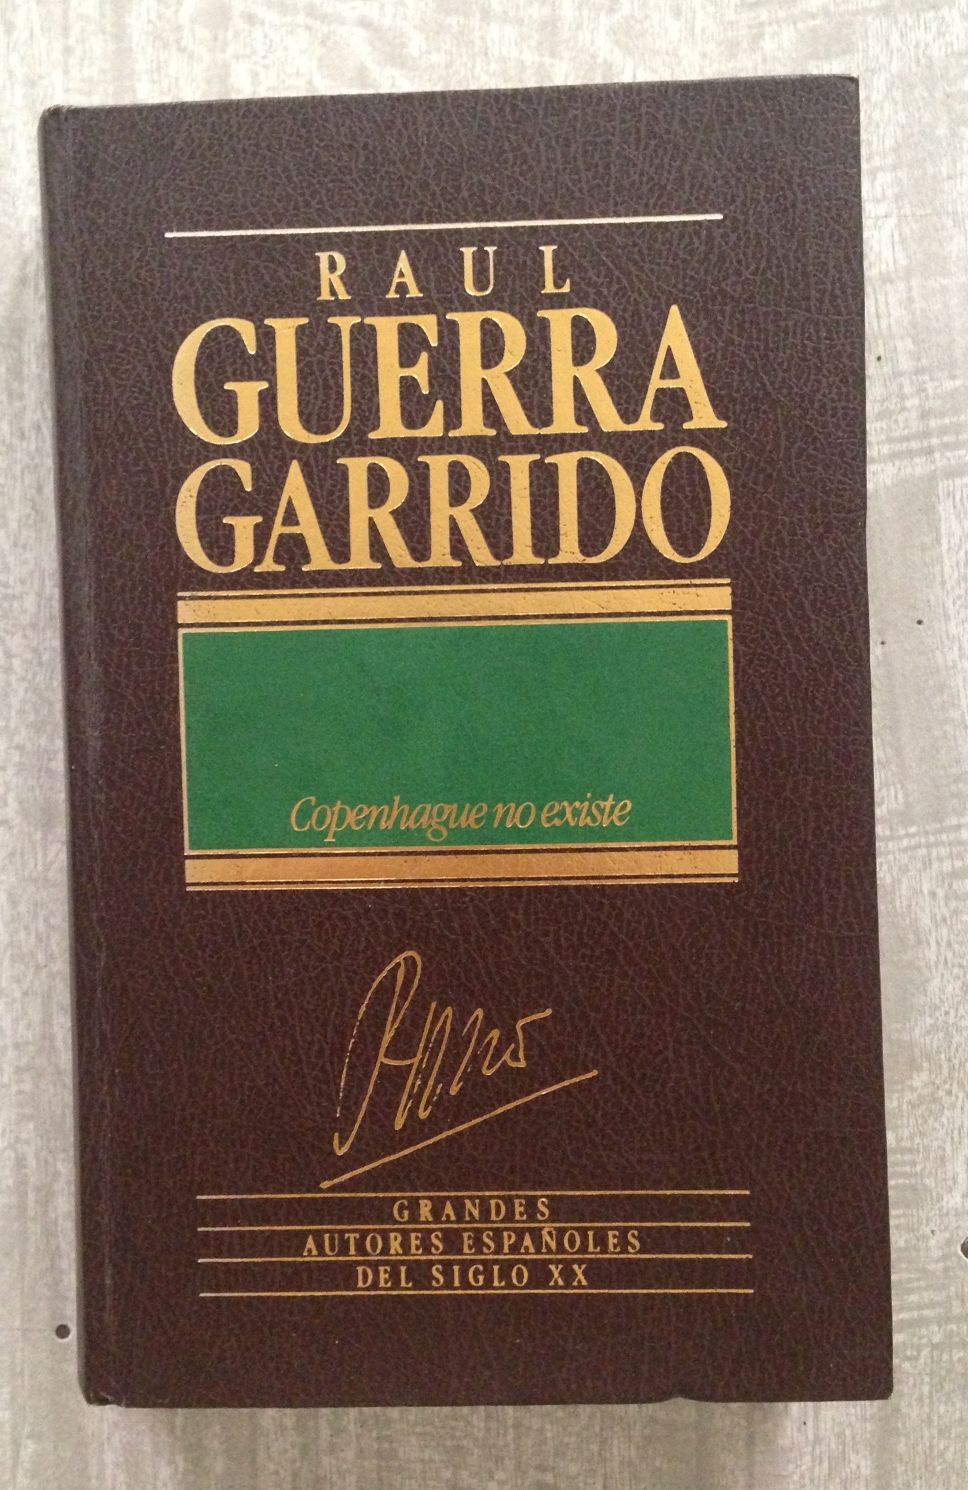 RAUL
GUERRA
GARRIDO
Copenhague no existe
GRANDES
AUTORES ESPAÑOLES
DEL SIGLO XX